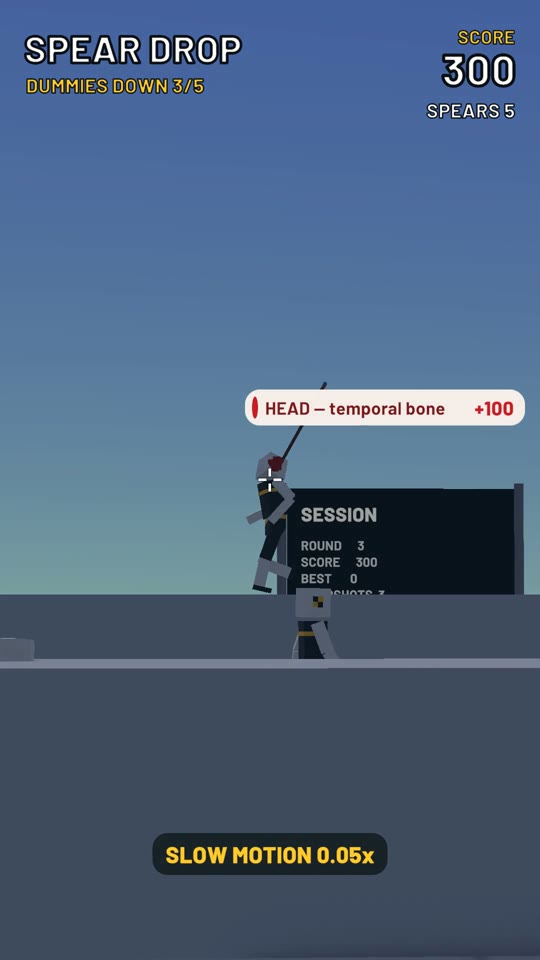 SPEAR DROP
DUMMIES DOWN 3/5
SCORE
300
SPEARS 5
HEAD – temporal bone +100
SESSION
ROUND 3
SCORE 300
BEST 0
SLOW MOTION 0.05x